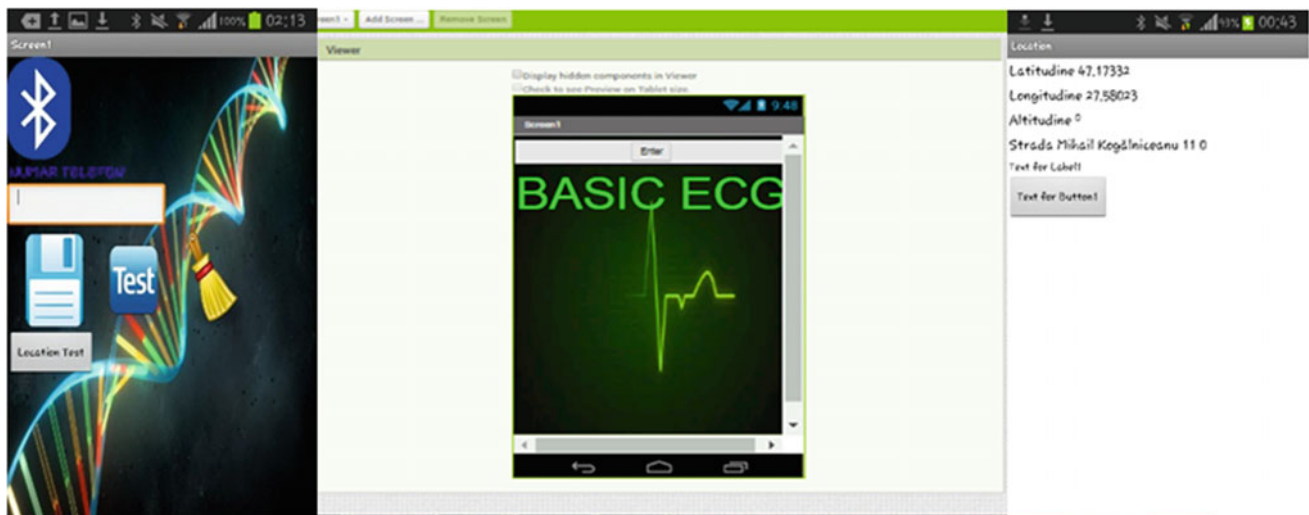 100% 02:13
Screen1
NUMAR TELEFON
Test
Location Test
Add Screen ... Remove Screen
Viewer
Display hidden components in Viewer
Check to see Preview on Tablet size.
9:48
Screen1
Enter
BASIC ECG
93% 00:43
Location
Latitudine 47,17332
Longitudine 27,58023
Altitudine 0
Strada Mihail Kogălniceanu 11 0
Text for Label1
Text for Button1